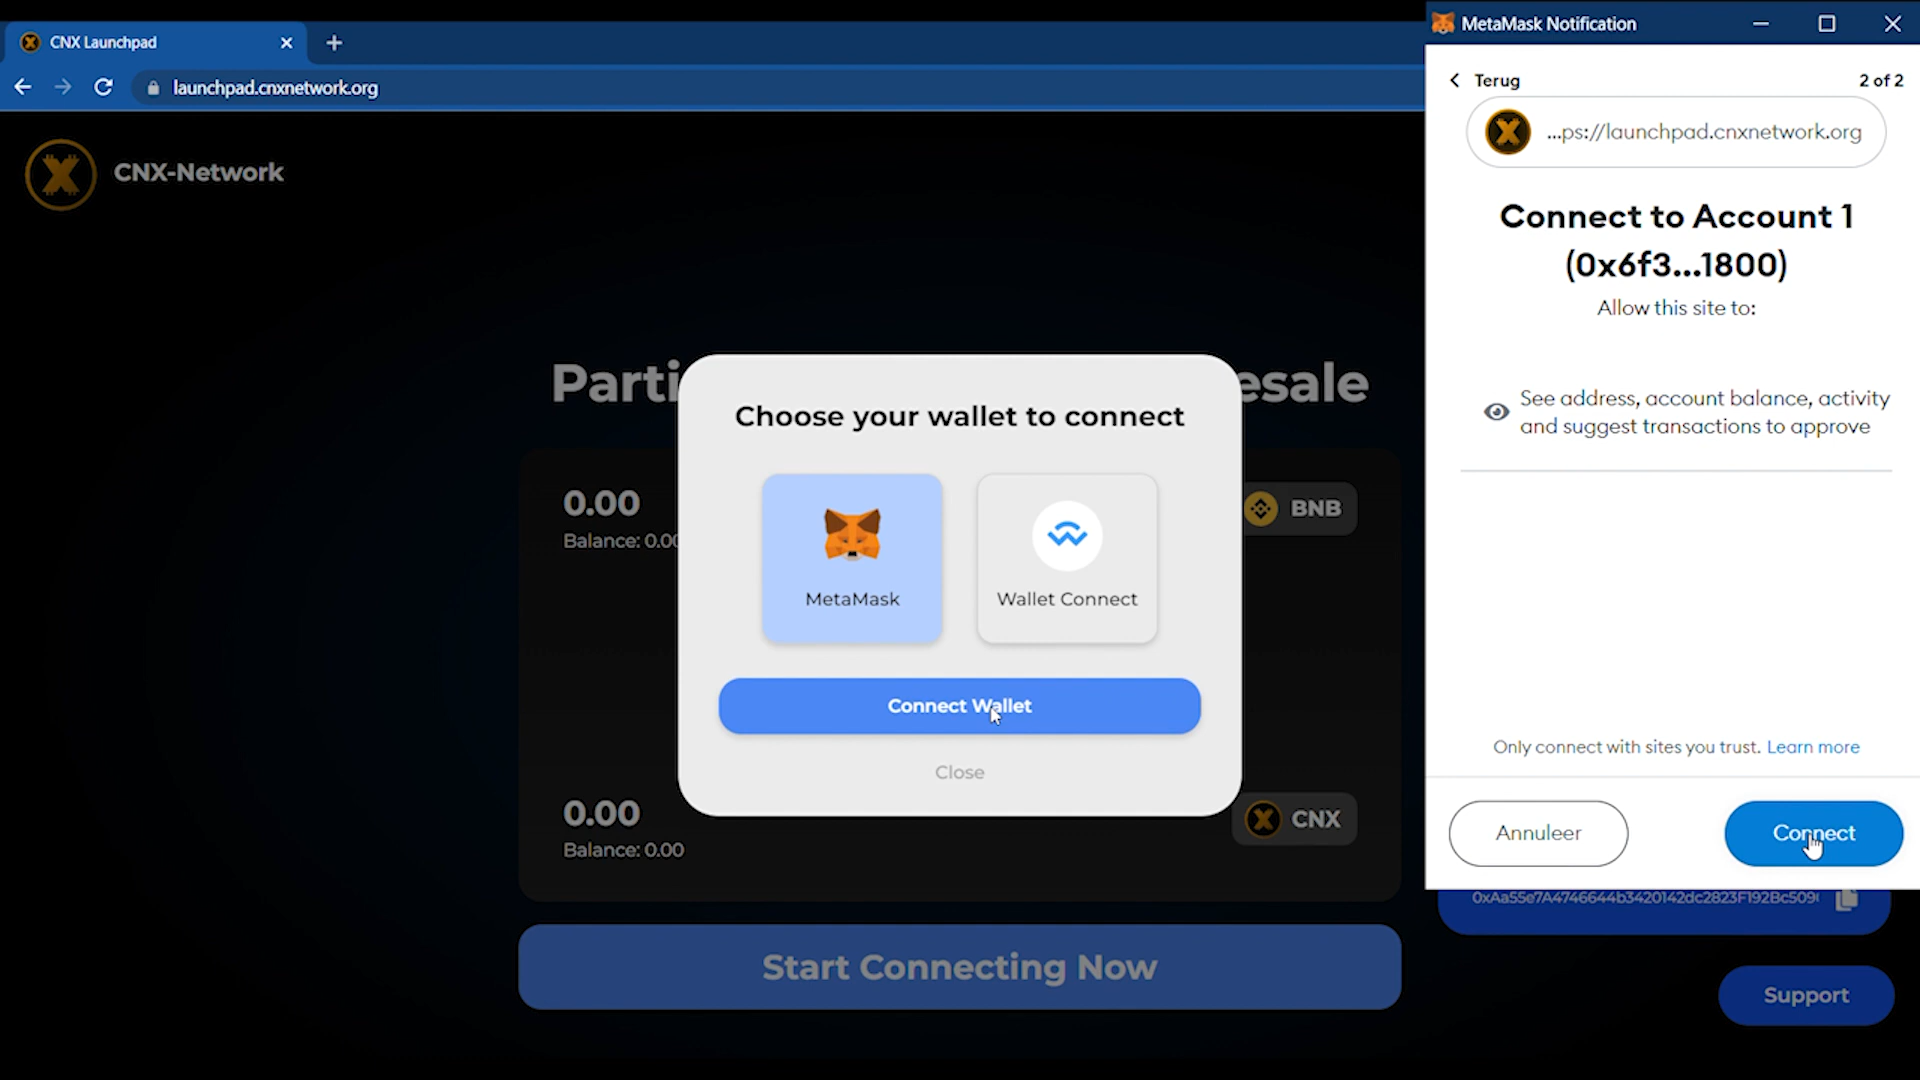 CNX Launchpad
launchpad.cnxnetwork.org
CNX-Network
Parti
esale
0.00
Balance: 0.00
BNB
0.00
Balance: 0.00
CNX
Start Connecting Now
Choose your wallet to connect
MetaMask
Wallet Connect
Connect Wallet
Close
MetaMask Notification
Terug
2 of 2
...ps://launchpad.cnxnetwork.org
Connect to Account 1
(0x6f3...1800)
Allow this site to:
See address, account balance, activity
and suggest transactions to approve
Only connect with sites you trust. Learn more
Annuleer
Connect
Support